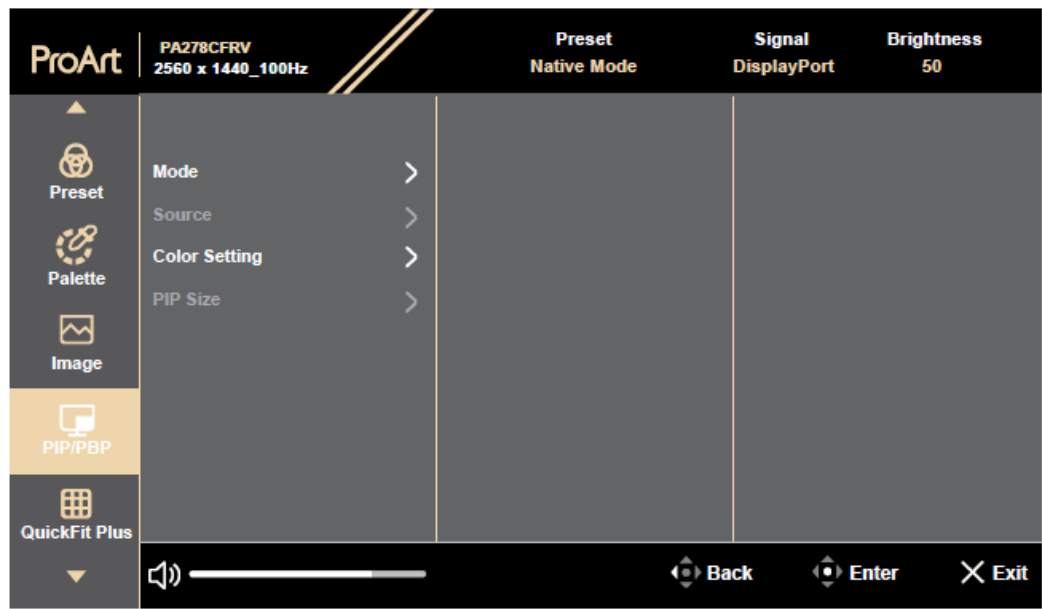 ProArt
PA278CFRV
2560 x 1440_100Hz
Preset
Native Mode
Signal
DisplayPort
Brightness
50
Preset
Palette
Image
PIP/PBP
QuickFit Plus
Mode
Source
Color Setting
PIP Size
Back
Enter
Exit